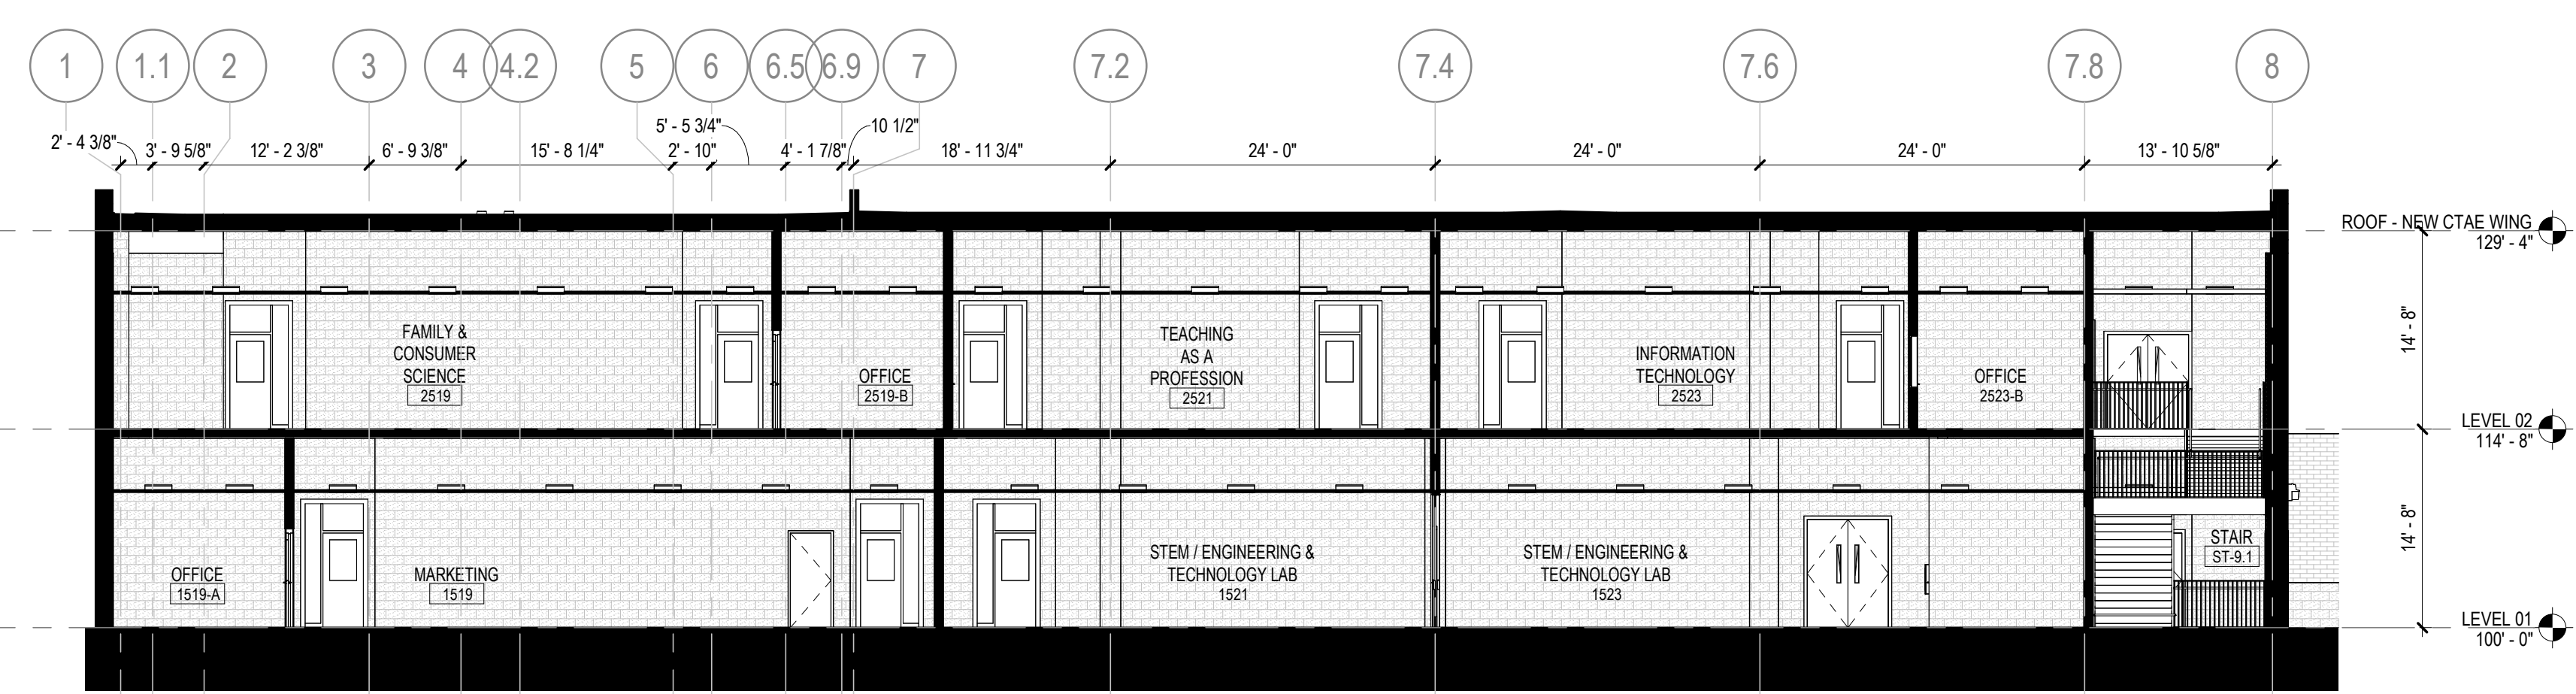 1 1.1 2 3 4 4.2 5 6 6.5 6.9 7 7.2 7.4 7.6 7.8 8
5' - 5 3/4" 10 1/2"
2' - 4 3/8" 3' - 9 5/8" 12' - 2 3/8" 6' - 9 3/8" 15' - 8 1/4" 2' - 10" 4' - 1 7/8" 18' - 11 3/4" 24' - 0" 24' - 0" 24' - 0" 13' - 10 5/8"
ROOF - NEW CTAE WING
129' - 4"
14' - 8"
FAMILY &
CONSUMER
SCIENCE
2519
OFFICE
2519-B
TEACHING
AS A
PROFESSION
2521
INFORMATION
TECHNOLOGY
2523
OFFICE
2523-B
LEVEL 02
114' - 8"
14' - 8"
OFFICE
1519-A
MARKETING
1519
STEM / ENGINEERING &
TECHNOLOGY LAB
1521
STEM / ENGINEERING &
TECHNOLOGY LAB
1523
STAIR
ST-9.1
LEVEL 01
100' - 0"